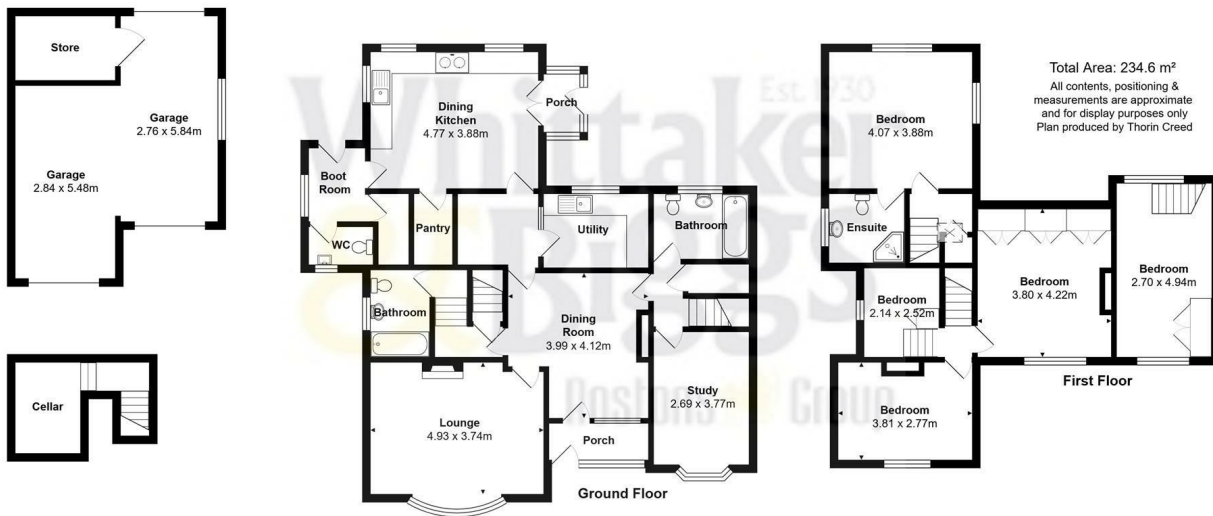 Store
Garage
2.76 x 5.84m
Garage
2.84 x 5.48m
Cellar
Dining
Kitchen
4.77 x 3.88m
Porch
Boot
Room
WC
Pantry
Utility
Bathroom
Bathroom
Dining
Room
3.99 x 4.12m
Lounge
4.93 x 3.74m
Porch
Study
2.69 x 3.77m
Ground Floor
Bedroom
4.07 x 3.88m
Ensuite
Bedroom
2.14 x 2.52m
Bedroom
3.80 x 4.22m
Bedroom
2.70 x 4.94m
Bedroom
3.81 x 2.77m
First Floor
Total Area: 234.6 m²
All contents, positioning &
measurements are approximate
and for display purposes only
Plan produced by Thorin Creed
Est. 1930
Whittaker
& Biggs
Group